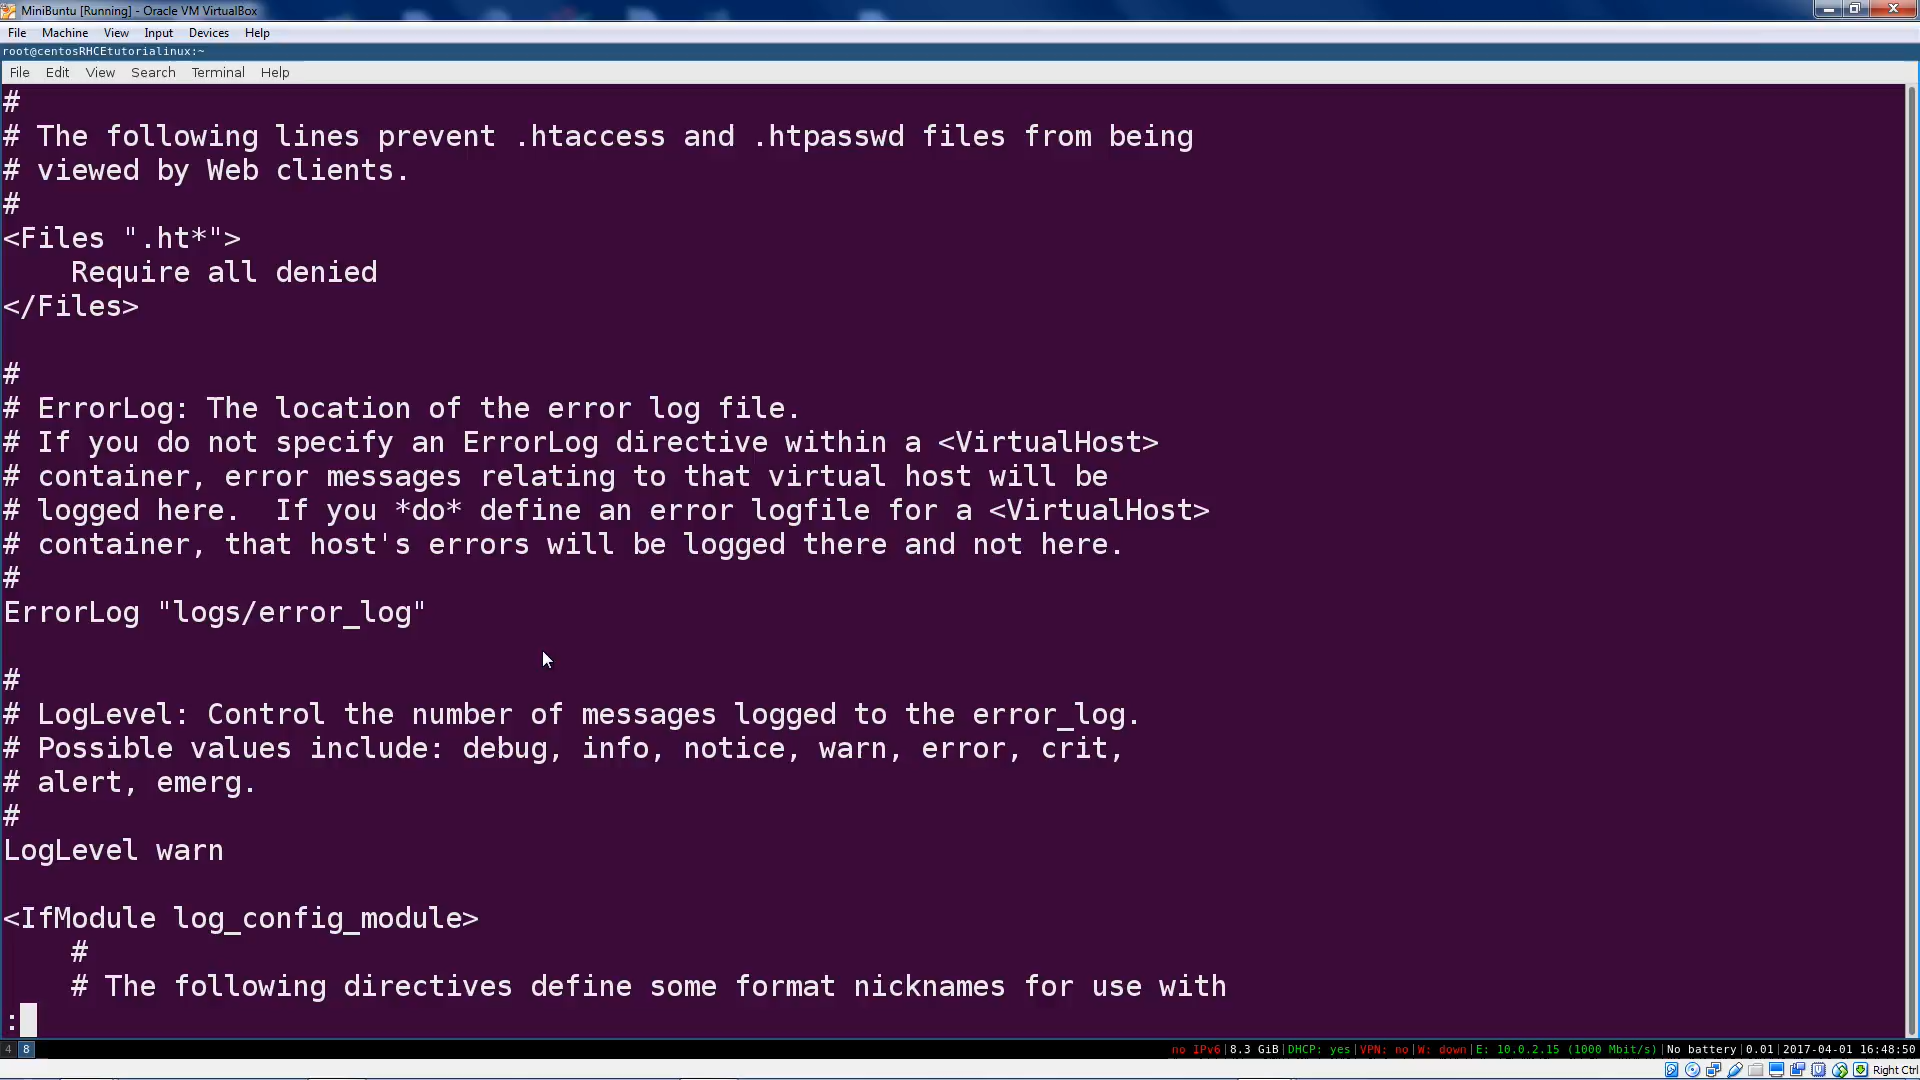 MiniBuntu [Running] - Oracle VM VirtualBox
File Machine View Input Devices Help
root@centosRHCEtutorialinux:~
File Edit View Search Terminal Help
#
# The following lines prevent .htaccess and .htpasswd files from being
# viewed by Web clients.
#
<Files ".ht*">
    Require all denied
</Files>
#
# ErrorLog: The location of the error log file.
# If you do not specify an ErrorLog directive within a <VirtualHost>
# container, error messages relating to that virtual host will be
# logged here.  If you *do* define an error logfile for a <VirtualHost>
# container, that host's errors will be logged there and not here.
#
ErrorLog "logs/error_log"
#
# LogLevel: Control the number of messages logged to the error_log.
# Possible values include: debug, info, notice, warn, error, crit,
# alert, emerg.
#
LogLevel warn
<IfModule log_config_module>
    #
    # The following directives define some format nicknames for use with
:
4 8 no IPv6|8.3 GiB|DHCP: yes|VPN: no|W: down|E: 10.0.2.15 (1000 Mbit/s)|No battery|0.01|2017-04-01 16:48:50
Right Ctrl